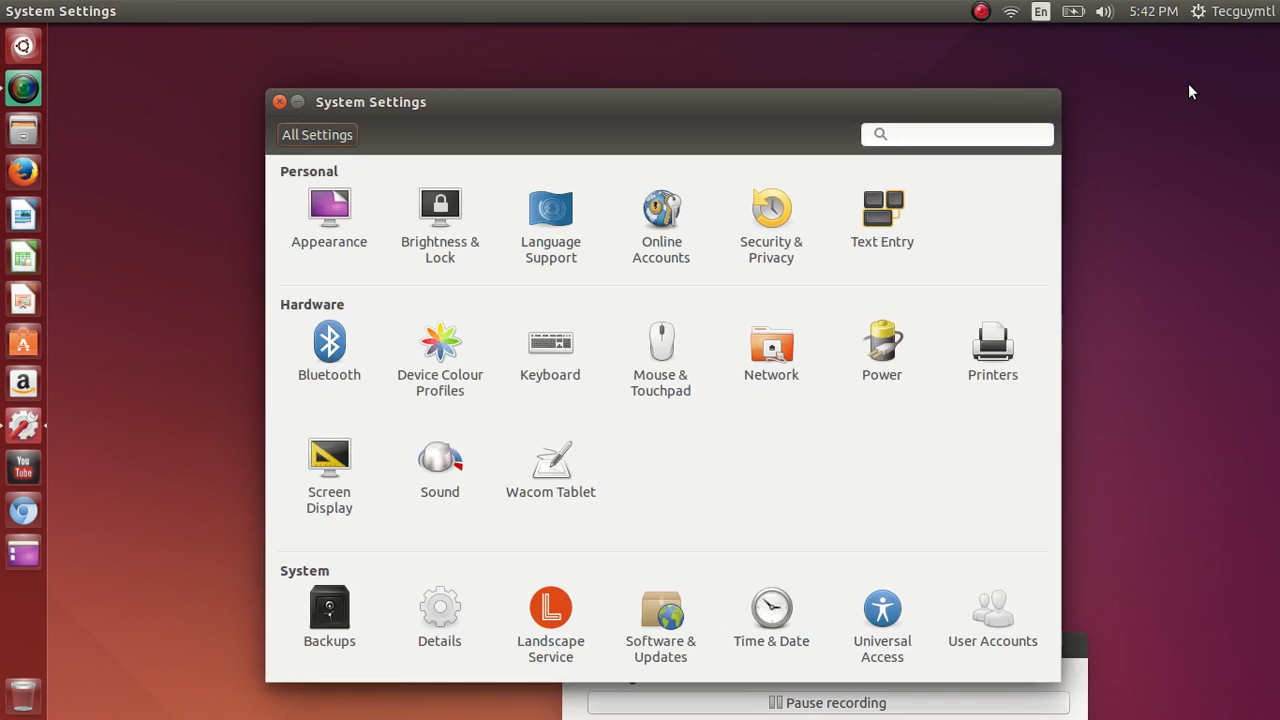 System Settings
En
5:42 PM
Tecguymtl
System Settings
All Settings
Personal
Appearance
Brightness &
Lock
Language
Support
Online
Accounts
Security &
Privacy
Text Entry
Hardware
Bluetooth
Device Colour
Profiles
Keyboard
Mouse &
Touchpad
Network
Power
Printers
Screen
Display
Sound
Wacom Tablet
System
Backups
Details
Landscape
Service
Software &
Updates
Time & Date
Universal
Access
User Accounts
Pause recording
You
Tube